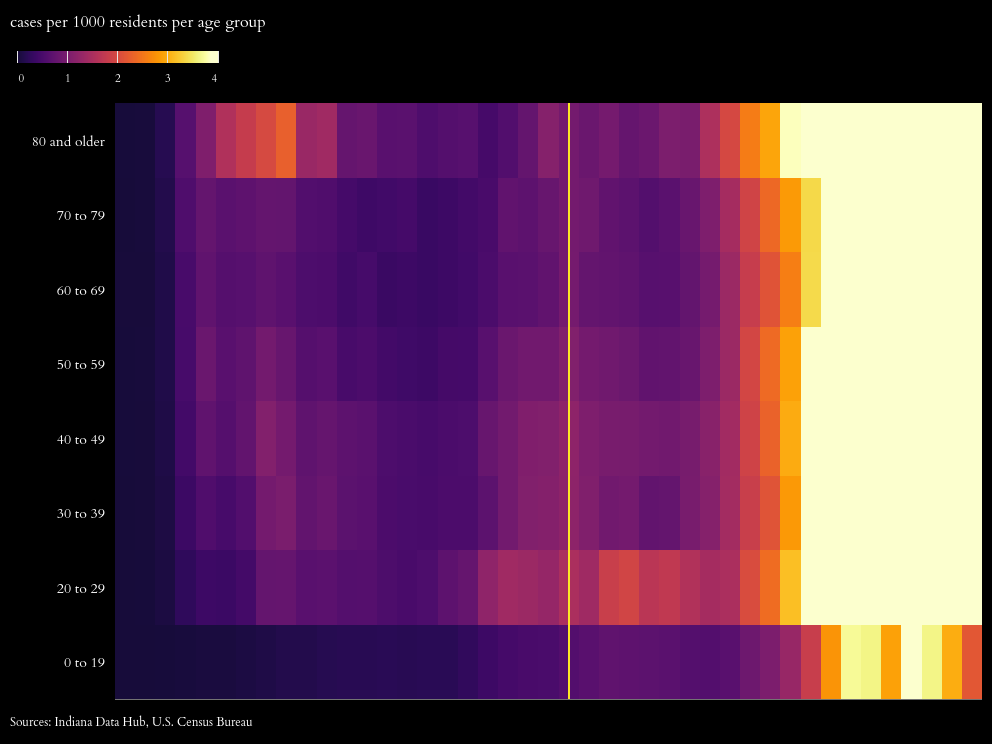 cases per 1000 residents per age group
0 1 2 3 4
80 and older
70 to 79
60 to 69
50 to 59
40 to 49
30 to 39
20 to 29
0 to 19
Sources: Indiana Data Hub, U.S. Census Bureau